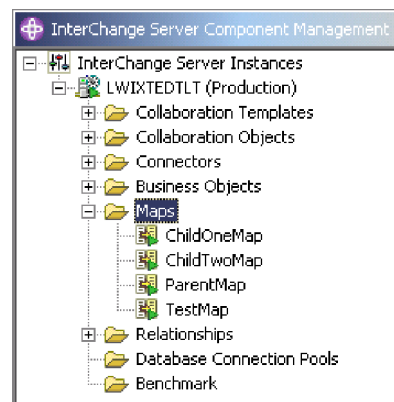 InterChange Server Component Management
InterChange Server Instances
LWIXTEDTLT (Production)
Collaboration Templates
Collaboration Objects
Connectors
Business Objects
Maps
ChildOneMap
ChildTwoMap
ParentMap
TestMap
Relationships
Database Connection Pools
Benchmark